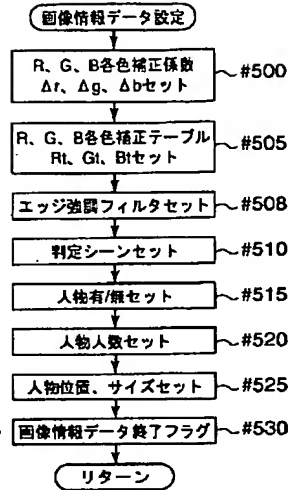 画像情報データ設定
R、G、B各色補正係数 #500
Δr、Δg、Δbセット
R、G、B各色補正テーブル #505
Rt、Gt、Btセット
エッジ強調フィルタセット #508
判定シーンセット #510
人物有/無セット #515
人物人数セット #520
人物位置、サイズセット #525
画像情報データ終了フラグ #530
リターン